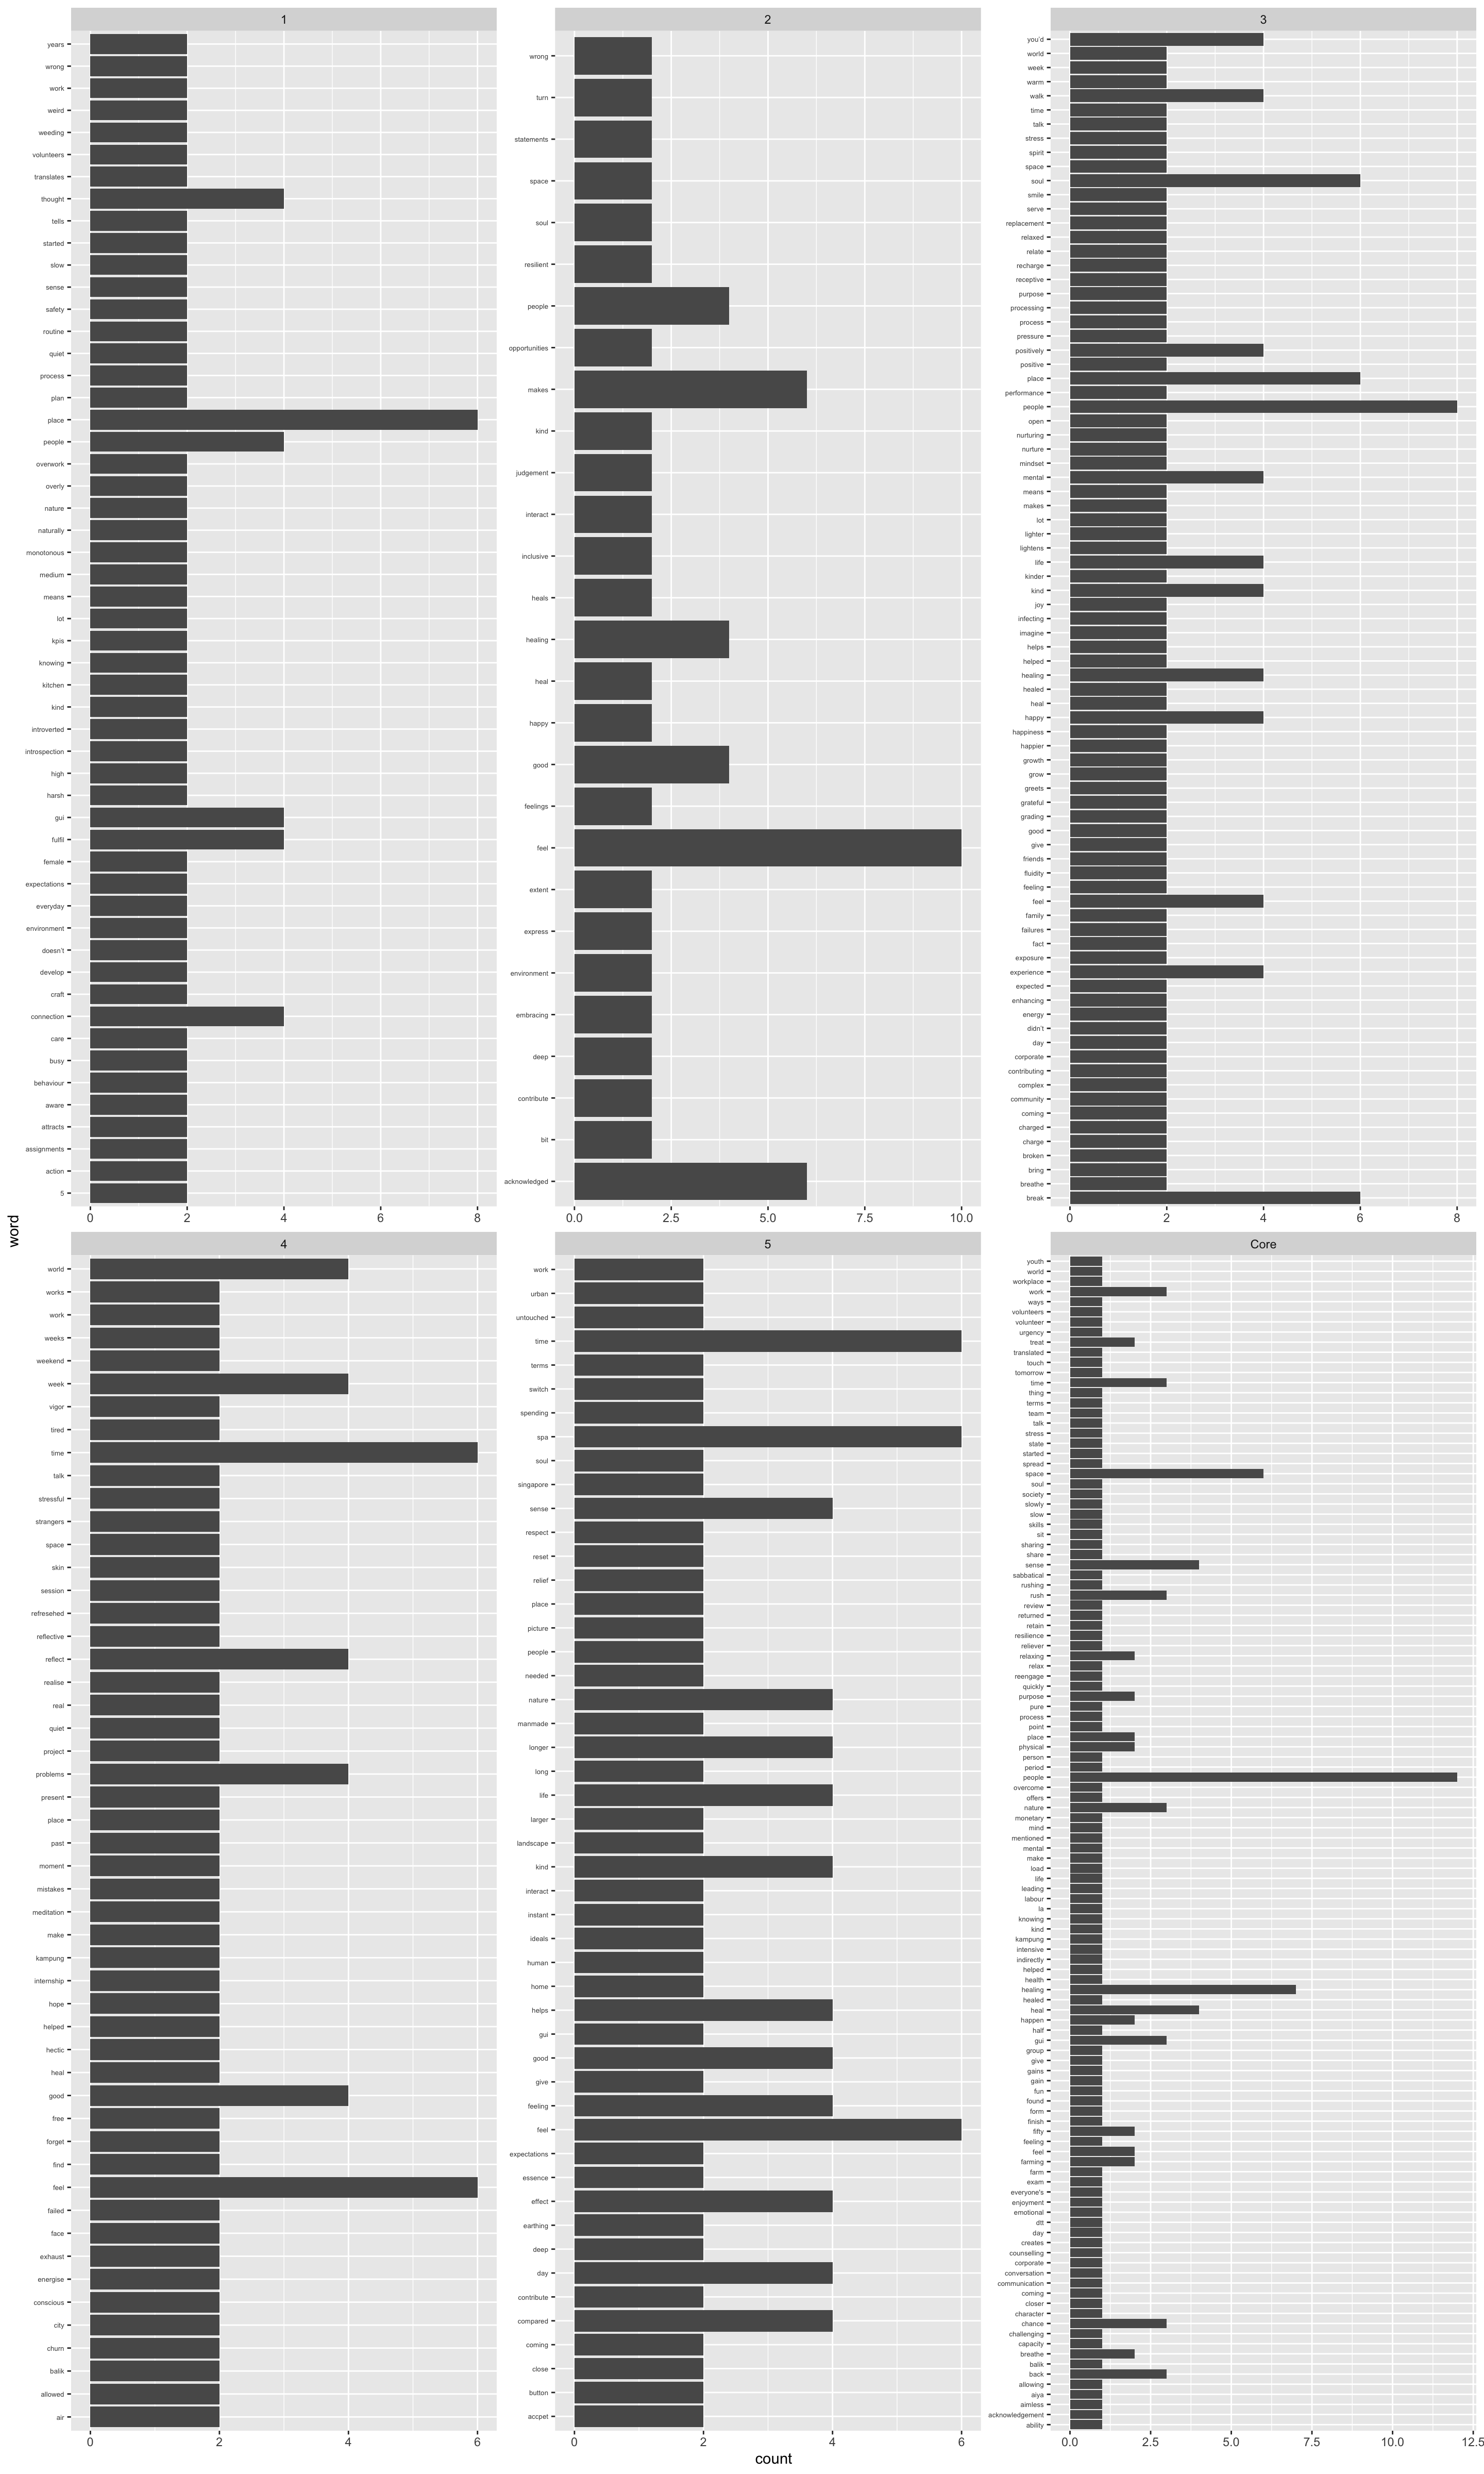 1
years
wrong
work
weird
weeding
volunteers
translates
thought
tells
started
slow
sense
safety
routine
quiet
process
plan
place
people
overwork
overly
nature
naturally
monotonous
medium
means
lot
kpis
knowing
kitchen
kind
introverted
introspection
high
harsh
gui
fulfil
female
expectations
everyday
environment
doesn't
develop
craft
connection
care
busy
behaviour
aware
attracts
assignments
action
5
0 2 4 6 8
2
wrong
turn
statements
space
soul
resilient
people
opportunities
makes
kind
judgement
interact
inclusive
heals
healing
heal
happy
good
feelings
feel
extent
express
environment
embracing
deep
contribute
bit
acknowledged
0.0 2.5 5.0 7.5 10.0
3
you'd
world
week
warm
walk
time
talk
stress
spirit
space
soul
smile
serve
replacement
relaxed
relate
recharge
receptive
purpose
processing
process
pressure
positively
positive
place
performance
people
open
nurturing
nurture
mindset
mental
means
makes
lot
lighter
lightens
life
kinder
kind
joy
infecting
imagine
helps
helped
healing
healed
heal
happy
happiness
happier
growth
grow
greets
grateful
grading
good
give
friends
fluidity
feeling
feel
family
failures
fact
exposure
experience
expected
enhancing
energy
didn't
day
corporate
contributing
complex
community
coming
charged
charge
broken
bring
breathe
break
0 2 4 6 8
word
4
world
works
work
weeks
weekend
week
vigor
tired
time
talk
stressful
strangers
space
skin
session
refresehed
reflective
reflect
realise
real
quiet
project
problems
present
place
past
moment
mistakes
meditation
make
kampung
internship
hope
helped
hectic
heal
good
free
forget
find
feel
failed
face
exhaust
energise
conscious
city
churn
balik
allowed
air
0 2 4 6
5
work
urban
untouched
time
terms
switch
spending
spa
soul
singapore
sense
respect
reset
relief
place
picture
people
needed
nature
manmade
longer
long
life
larger
landscape
kind
interact
instant
ideals
human
home
helps
gui
good
give
feeling
feel
expectations
essence
effect
earthing
deep
day
contribute
compared
coming
close
button
accpet
0 2 4 6
Core
youth
world
workplace
work
ways
volunteers
volunteer
urgency
treat
translated
touch
tomorrow
time
thing
terms
team
talk
stress
state
started
spread
space
soul
society
slowly
slow
skills
sit
sharing
share
sense
sabbatical
rushing
rush
review
returned
retain
resilience
reliever
relaxing
relax
reengage
quickly
purpose
pure
process
point
place
physical
person
period
people
overcome
offers
nature
monetary
mind
mentioned
mental
make
load
life
leading
labour
la
knowing
kind
kampung
intensive
indirectly
helped
health
healing
healed
heal
happen
half
gui
group
give
gains
gain
fun
found
form
finish
fifty
feeling
feel
farming
farm
exam
everyone's
enjoyment
emotional
dtt
day
creates
counselling
corporate
conversation
communication
coming
closer
character
chance
challenging
capacity
breathe
balik
back
allowing
aiya
aimless
acknowledgement
ability
0.0 2.5 5.0 7.5 10.0 12.5
count